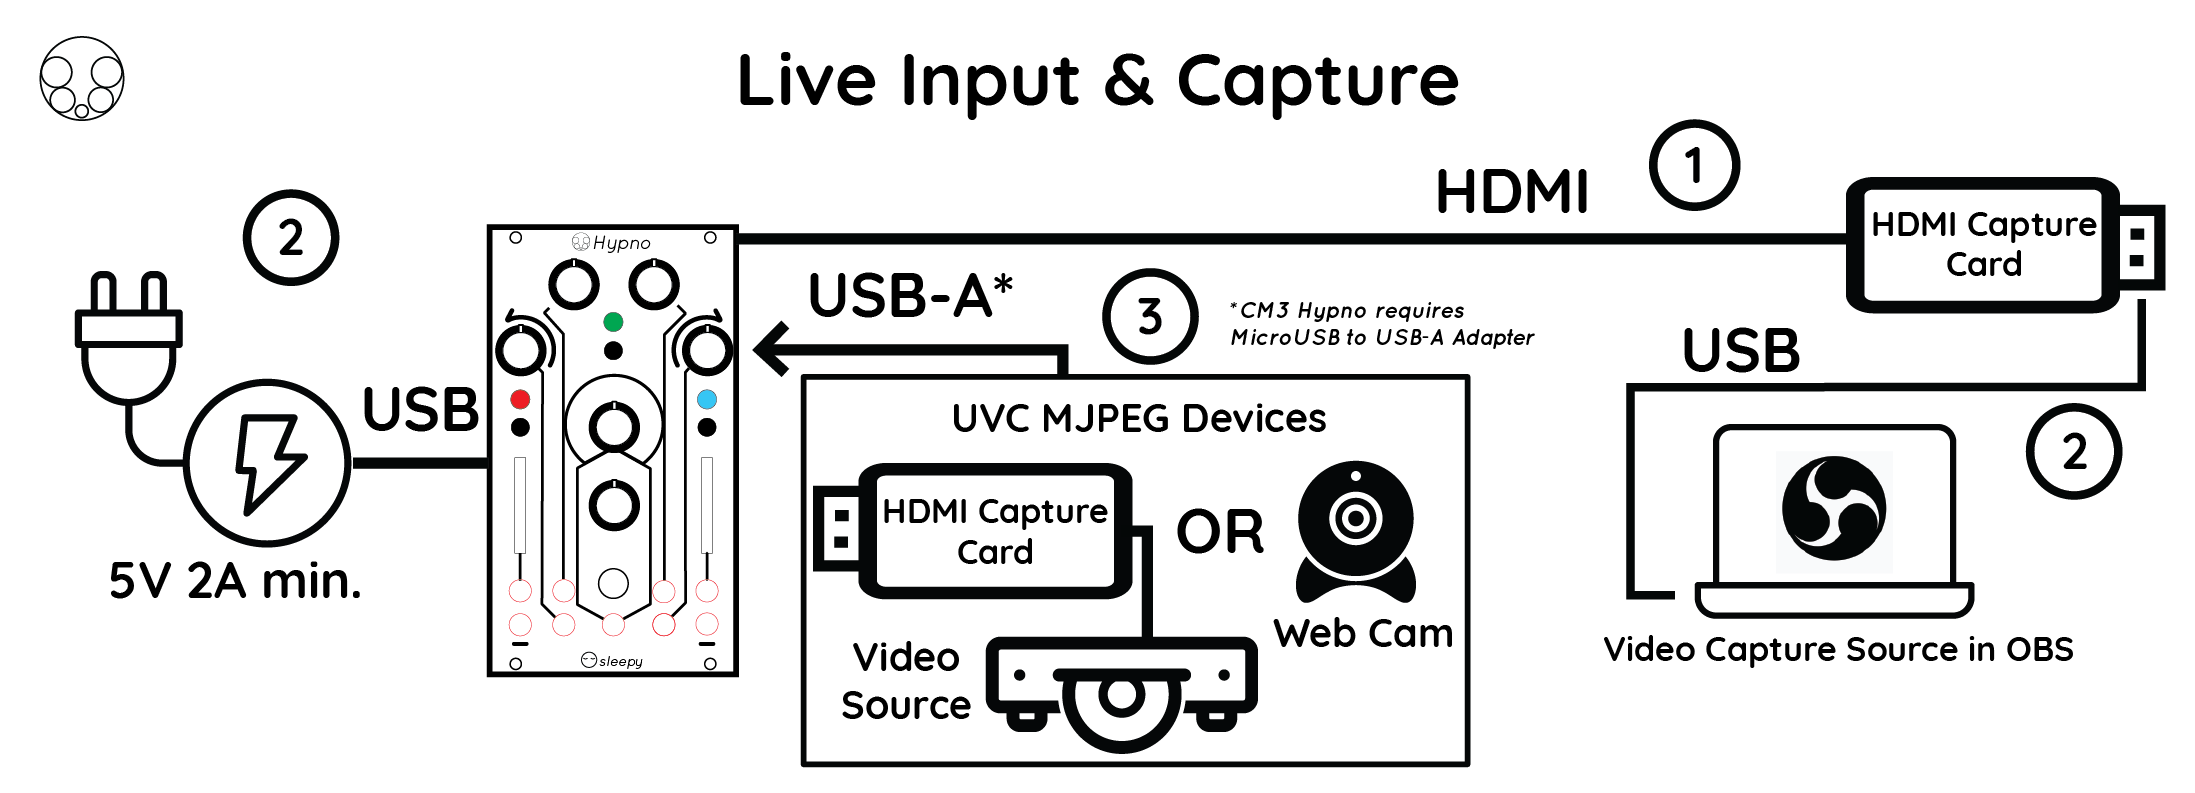 Live Input & Capture
1
HDMI
HDMI Capture
Card
2
Hypno
USB-A*
3
*CM3 Hypno requires
MicroUSB to USB-A Adapter
USB
USB
UVC MJPEG Devices
2
HDMI Capture
Card
OR
5V 2A min.
Web Cam
Video
Source
sleepy
Video Capture Source in OBS